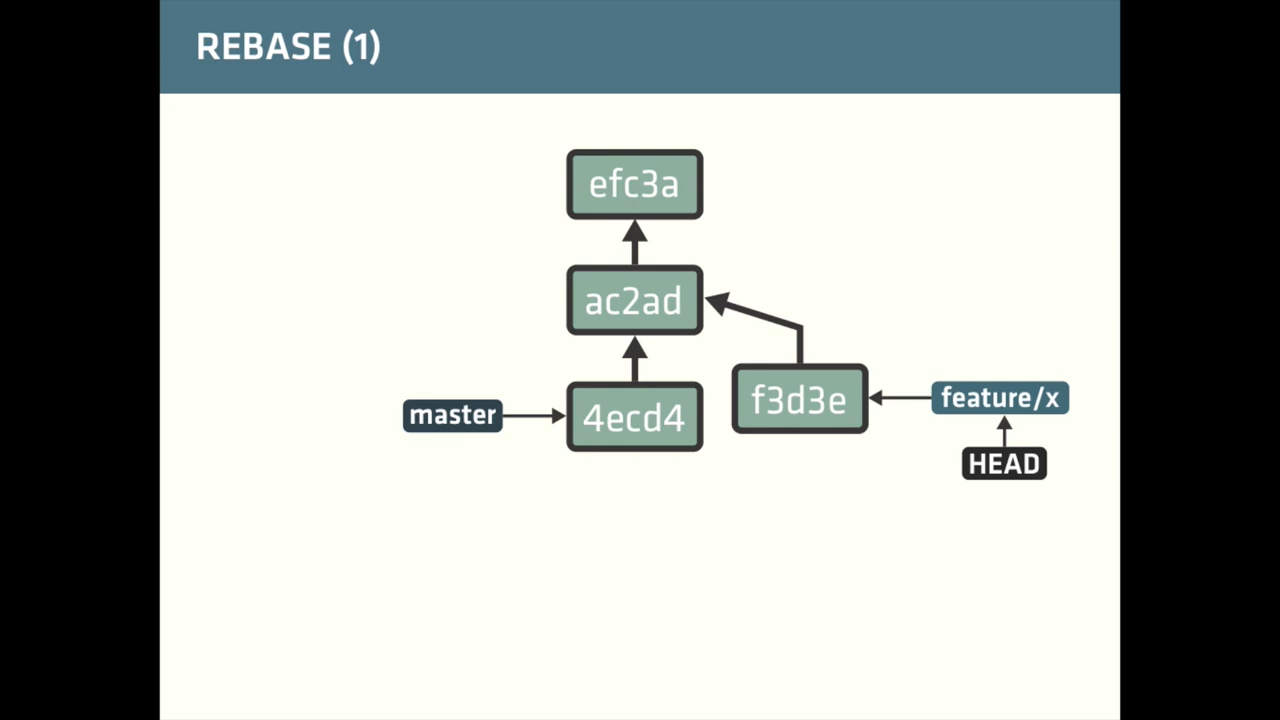 REBASE (1)
efc3a
ac2ad
f3d3e
feature/x
master
4ecd4
HEAD